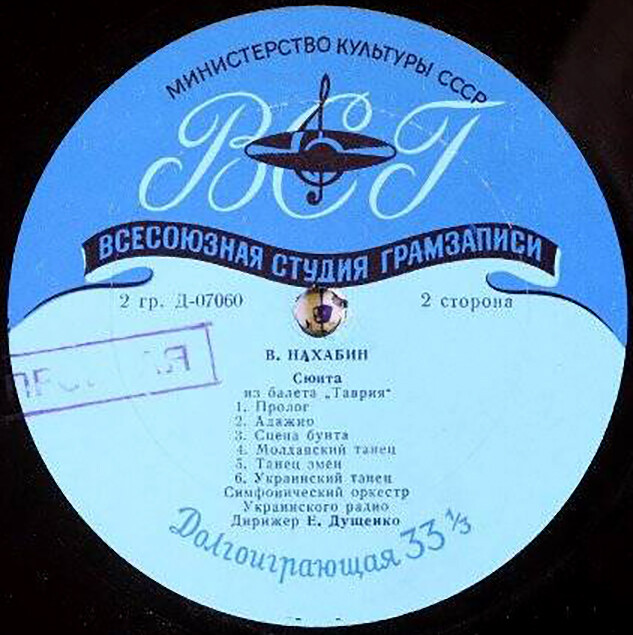 МИНИСТЕРСТВО КУЛЬТУРЫ СССР
ВСГ
ВСЕСОЮЗНАЯ СТУДИЯ ГРАМЗАПИСИ
2 гр. Д-07060 2 сторона
В. НАХАБИН
Сюита
из балета „Таврия“
1. Пролог
2. Адажио
3. Сцена бунта
4. Молдавский танец
5. Танец змеи
6. Украинский танец
Симфонический оркестр
Украинского радио
Дирижер Е. Дущенко
Долгоиграющая 33 1/3